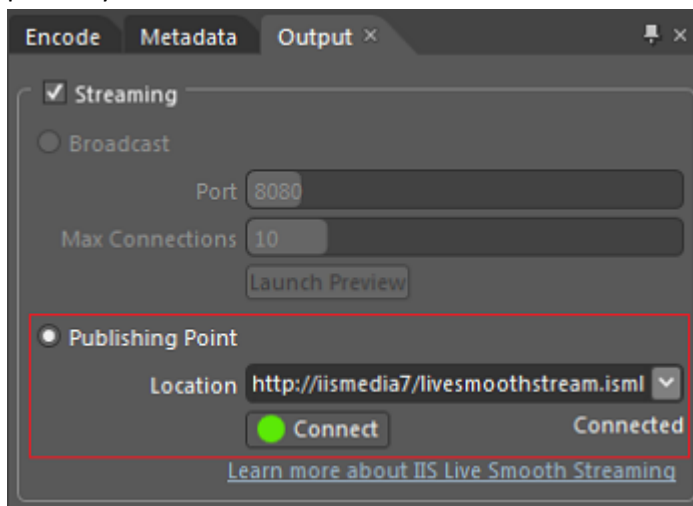 Encode Metadata Output ×
Streaming
Broadcast
Port 8080
Max Connections 10
Launch Preview
Publishing Point
Location http://iismedia7/livesmoothstream.isml
Connect Connected
Learn more about IIS Live Smooth Streaming